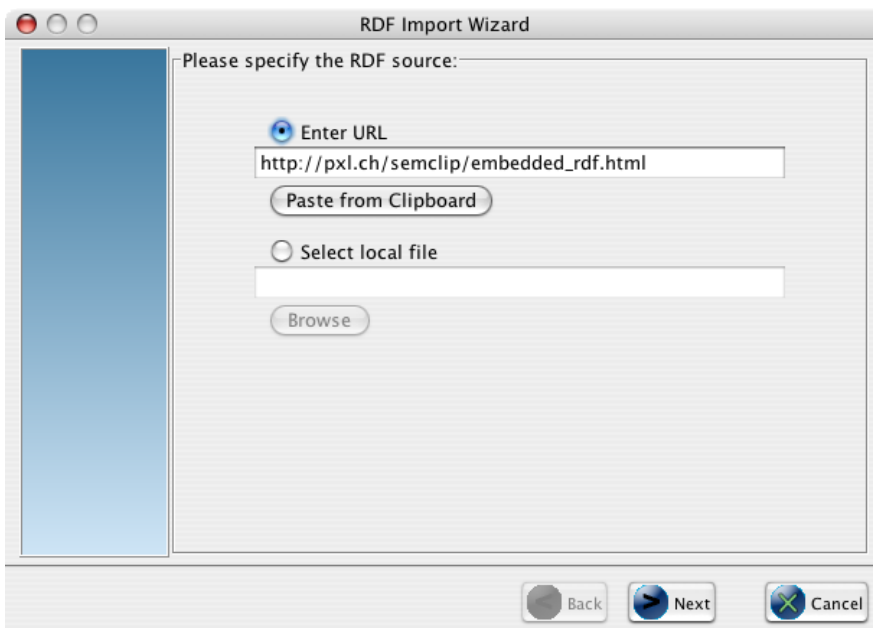 RDF Import Wizard
Please specify the RDF source:
Enter URL
http://pxl.ch/semclip/embedded_rdf.html
Paste from Clipboard
Select local file
Browse
Back Next Cancel